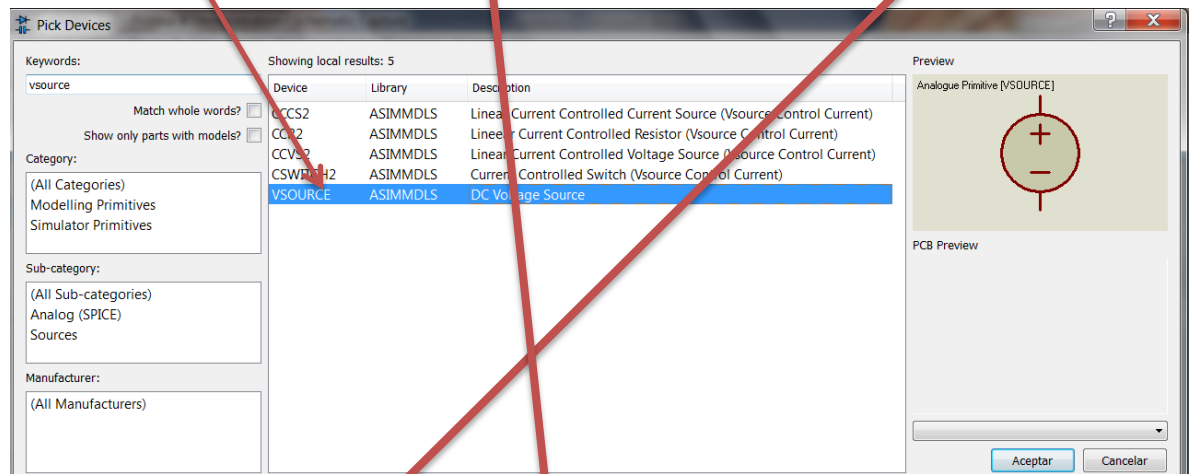 Pick Devices
Keywords:
vsource
Match whole words?
Show only parts with models?
Category:
(All Categories)
Modelling Primitives
Simulator Primitives
Sub-category:
(All Sub-categories)
Analog (SPICE)
Sources
Manufacturer:
(All Manufacturers)
Showing local results: 5
Device Library Description
CCCS2 ASIMMDLS Linear Current Controlled Current Source (Vsource Control Current)
CCR2 ASIMMDLS Lineear Current Controlled Resistor (Vsource Control Current)
CCVS2 ASIMMDLS Linear Current Controlled Voltage Source (Vsource Control Current)
CSWITCH2 ASIMMDLS Current Controlled Switch (Vsource Control Current)
VSOURCE ASIMMDLS DC Voltage Source
Preview
Analogue Primitive [VSOURCE]
PCB Preview
Aceptar Cancelar